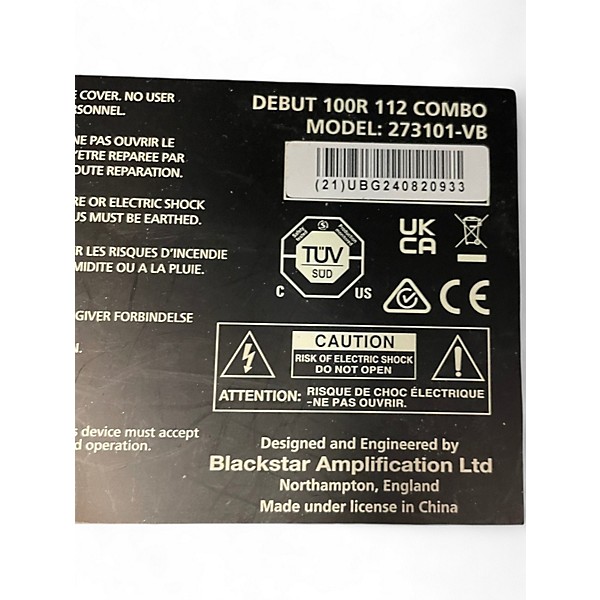 E COVER. NO USER
RSONNEL.
NE PAS OUVRIR LE
'ETRE REPAREE PAR
OUTE REPARATION.
RE OR ELECTRIC SHOCK
US MUST BE EARTHED.
R LES RISQUES D'INCENDIE
MIDITE OU A LA PLUIE.
GIVER FORBINDELSE
N.
s device must accept
d operation.
DEBUT 100R 112 COMBO
MODEL: 273101-VB
(21)UBG240820933
TÜV
SÜD
C US
UK
CA
CE
CAUTION
RISK OF ELECTRIC SHOCK
DO NOT OPEN
ATTENTION: RISQUE DE CHOC ÉLECTRIQUE
-NE PAS OUVRIR.
Designed and Engineered by
Blackstar Amplification Ltd
Northampton, England
Made under license in China